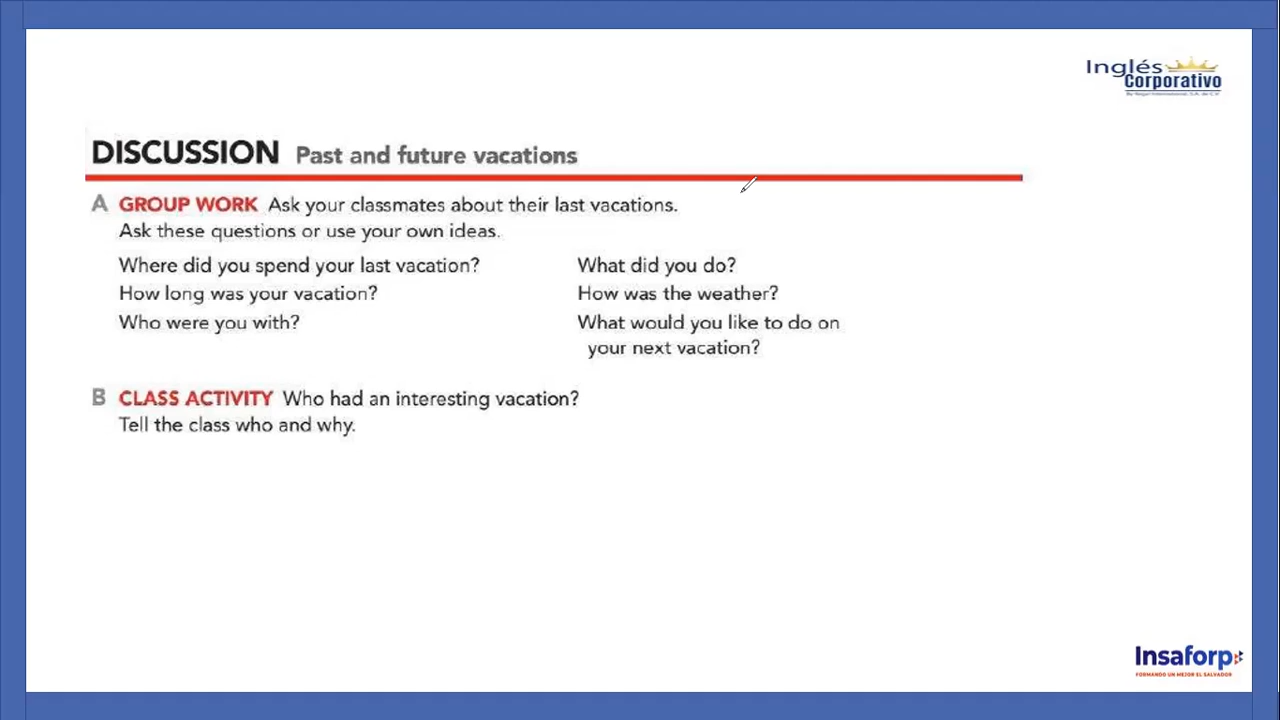 Inglés
Corporativo
DISCUSSION Past and future vacations
A GROUP WORK Ask your classmates about their last vacations.
Ask these questions or use your own ideas.
Where did you spend your last vacation?
How long was your vacation?
Who were you with?
What did you do?
How was the weather?
What would you like to do on
your next vacation?
B CLASS ACTIVITY Who had an interesting vacation?
Tell the class who and why.
Insaforp
FORMANDO UN MEJOR EL SALVADOR